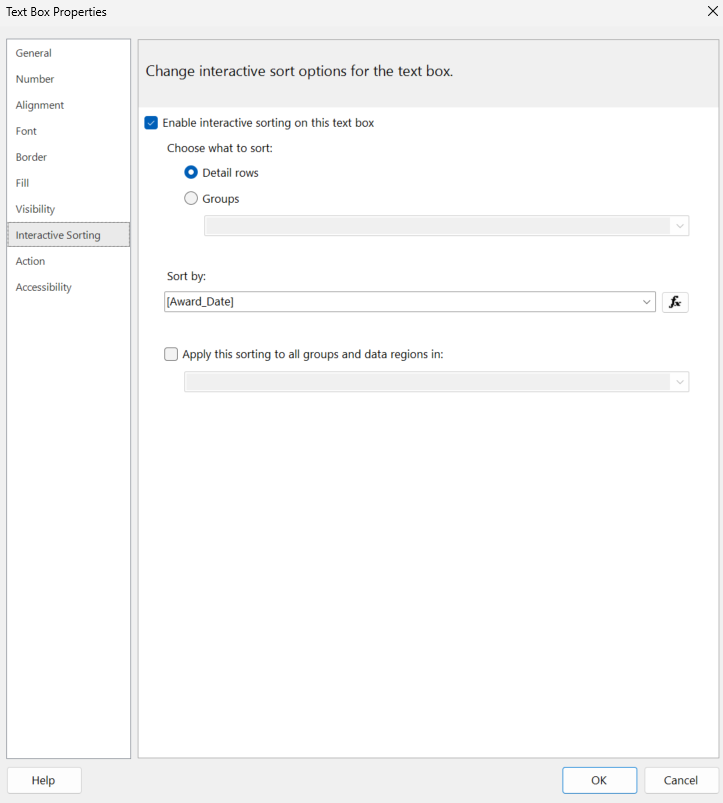 Text Box Properties
General
Number
Alignment
Font
Border
Fill
Visibility
Interactive Sorting
Action
Accessibility
Change interactive sort options for the text box.
Enable interactive sorting on this text box
Choose what to sort:
Detail rows
Groups
Sort by:
[Award_Date]
fx
Apply this sorting to all groups and data regions in:
Help
OK
Cancel